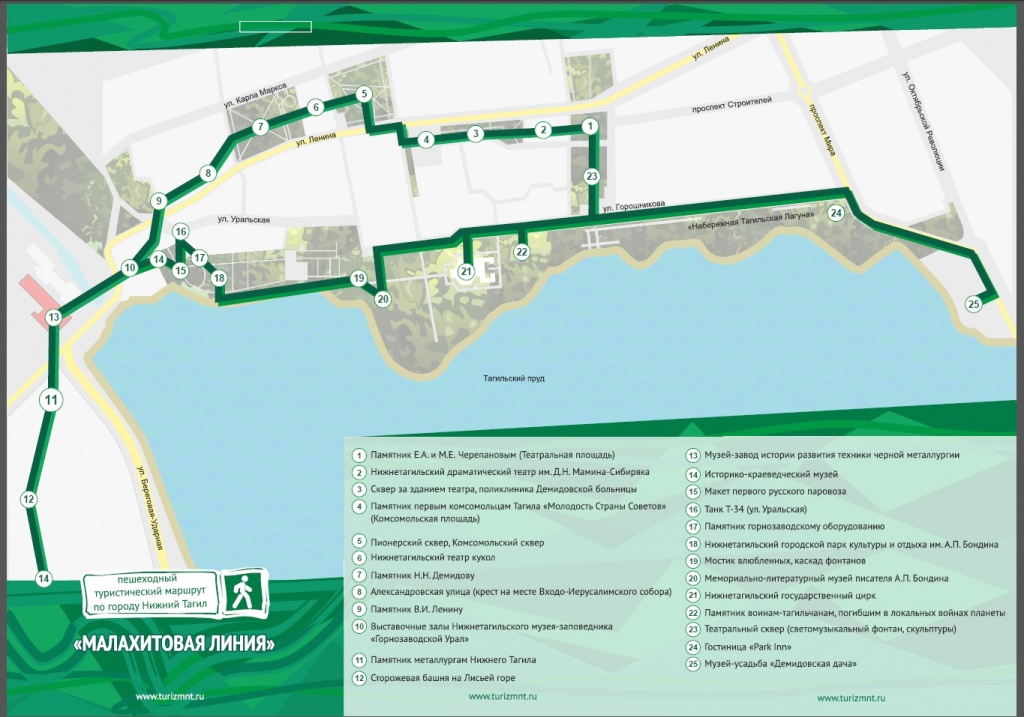 ул. Ленина
ул. Карла Маркса
проспект Строителей
проспект Мира
ул. Октябрьской Революции
ул. Ленина
5
6
7
4
3
2
1
8
23
9
ул. Уральская
ул. Горошникова
«Набережная Тагильская Лагуна»
24
16
17
14
15
10
18
22
21
19
20
25
13
Тагильский пруд
11
ул. Береговая-Ударная
12
14
пешеходный
туристический маршрут
по городу Нижний Тагил
«МАЛАХИТОВАЯ ЛИНИЯ»
www.turizmnt.ru
1 Памятник Е.А. и М.Е. Черепановым (Театральная площадь)
2 Нижнетагильский драматический театр им. Д.Н. Мамина-Сибиряка
3 Сквер за зданием театра, поликлиника Демидовской больницы
4 Памятник первым комсомольцам Тагила «Молодость Страны Советов»
(Комсомольская площадь)
5 Пионерский сквер, Комсомольский сквер
6 Нижнетагильский театр кукол
7 Памятник Н.Н. Демидову
8 Александровская улица (крест на месте Входо-Иерусалимского собора)
9 Памятник В.И. Ленину
10 Выставочные залы Нижнетагильского музея-заповедника
«Горнозаводской Урал»
11 Памятник металлургам Нижнего Тагила
12 Сторожевая башня на Лисьей горе
www.turizmnt.ru
13 Музей-завод истории развития техники черной металлургии
14 Историко-краеведческий музей
15 Макет первого русского паровоза
16 Танк Т-34 (ул. Уральская)
17 Памятник горнозаводскому оборудованию
18 Нижнетагильский городской парк культуры и отдыха им. А.П. Бондина
19 Мостик влюбленных, каскад фонтанов
20 Мемориально-литературный музей писателя А.П. Бондина
21 Нижнетагильский государственный цирк
22 Памятник воинам-тагильчанам, погибшим в локальных войнах планеты
23 Театральный сквер (светомузыкальный фонтан, скульптуры)
24 Гостиница «Park Inn»
25 Музей-усадьба «Демидовская дача»
www.turizmnt.ru